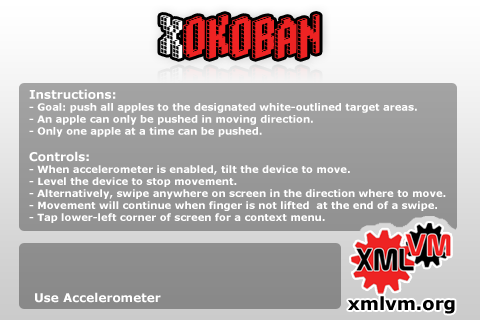 XOKOBAN
Instructions:
- Goal: push all apples to the designated white-outlined target areas.
- An apple can only be pushed in moving direction.
- Only one apple at a time can be pushed.
Controls:
- When accelerometer is enabled, tilt the device to move.
- Level the device to stop movement.
- Alternatively, swipe anywhere on screen in the direction where to move.
- Movement will continue when finger is not lifted at the end of a swipe.
- Tap lower-left corner of screen for a context menu.
Use Accelerometer
XMLVM
xmlvm.org